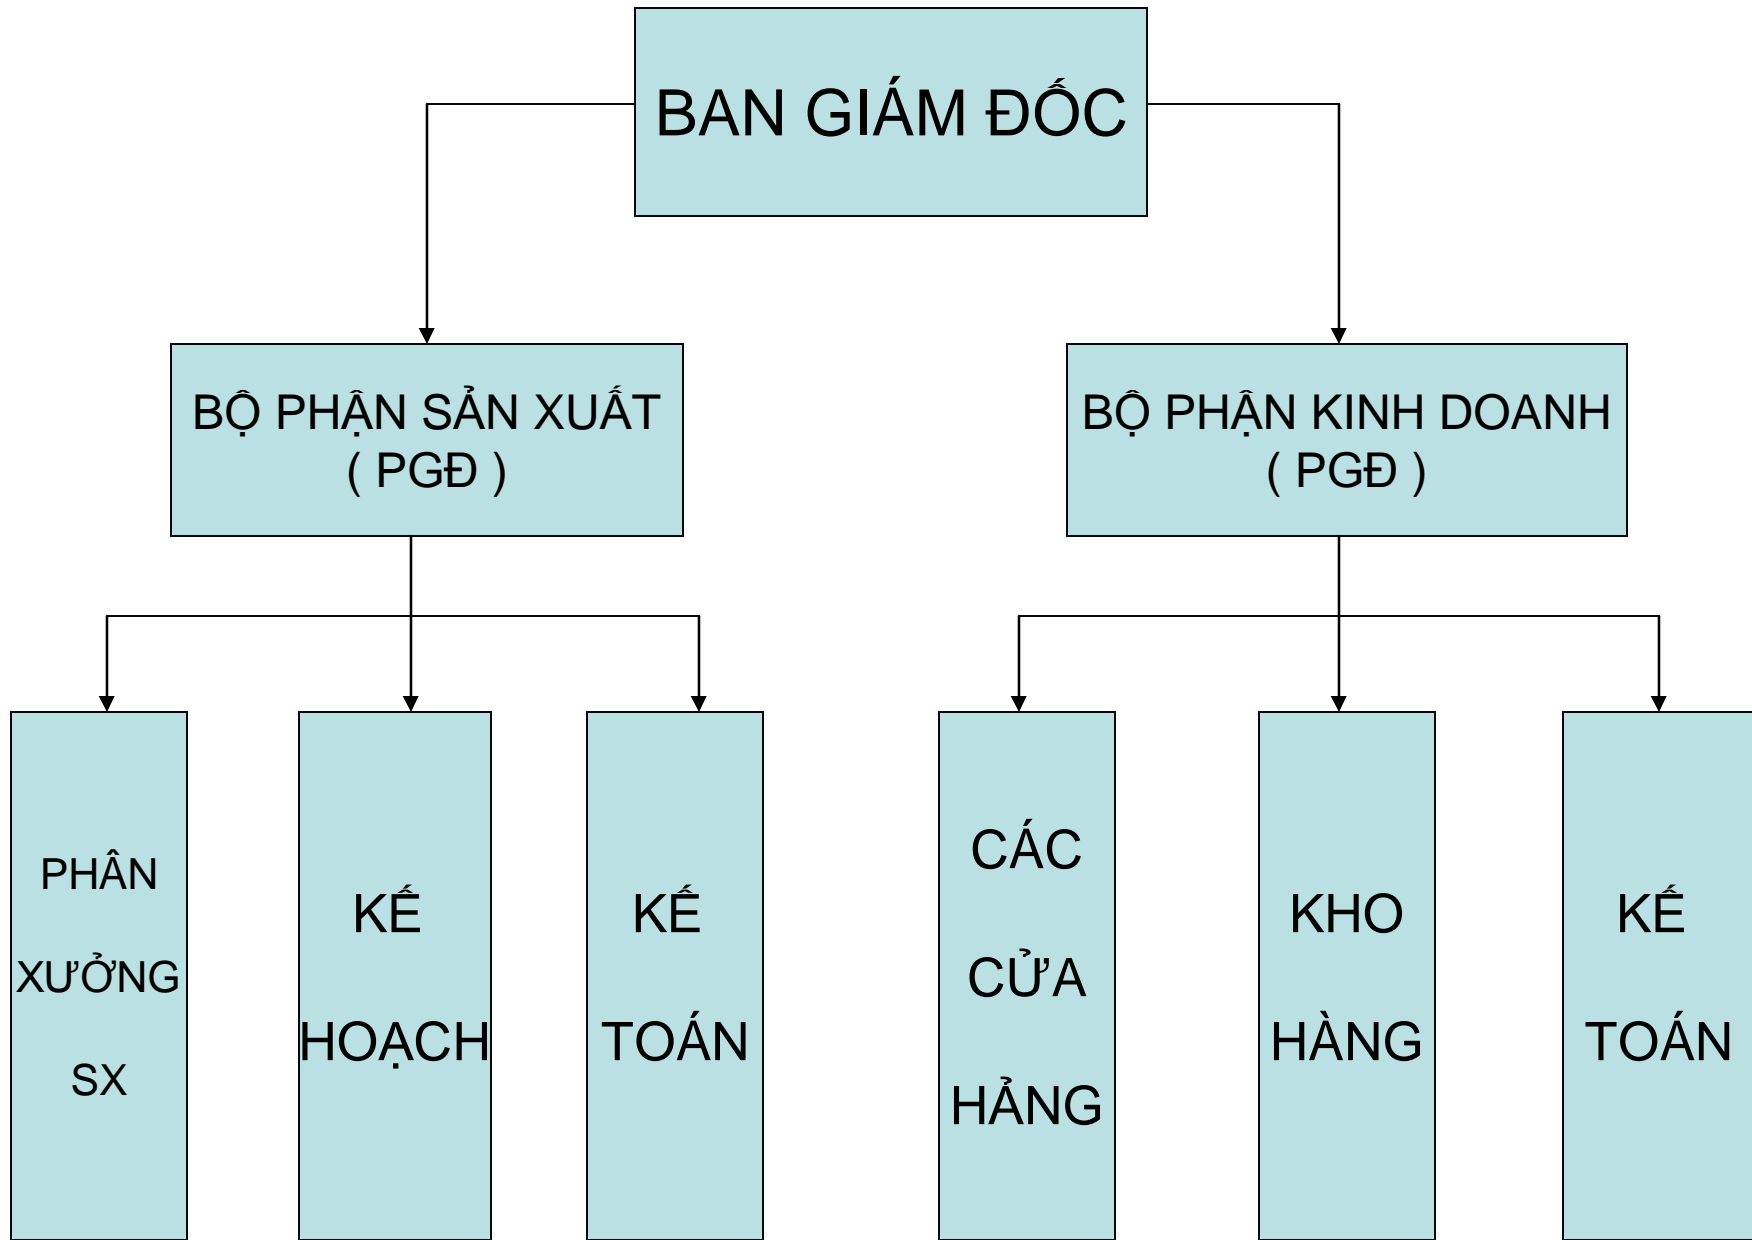 BAN GIÁM ĐỐC
BỘ PHẬN SẢN XUẤT
( PGĐ )
BỘ PHẬN KINH DOANH
( PGĐ )
PHÂN
XƯỞNG
SX
KẾ
HOẠCH
KẾ
TOÁN
CÁC
CỬA
HẢNG
KHO
HÀNG
KẾ
TOÁN